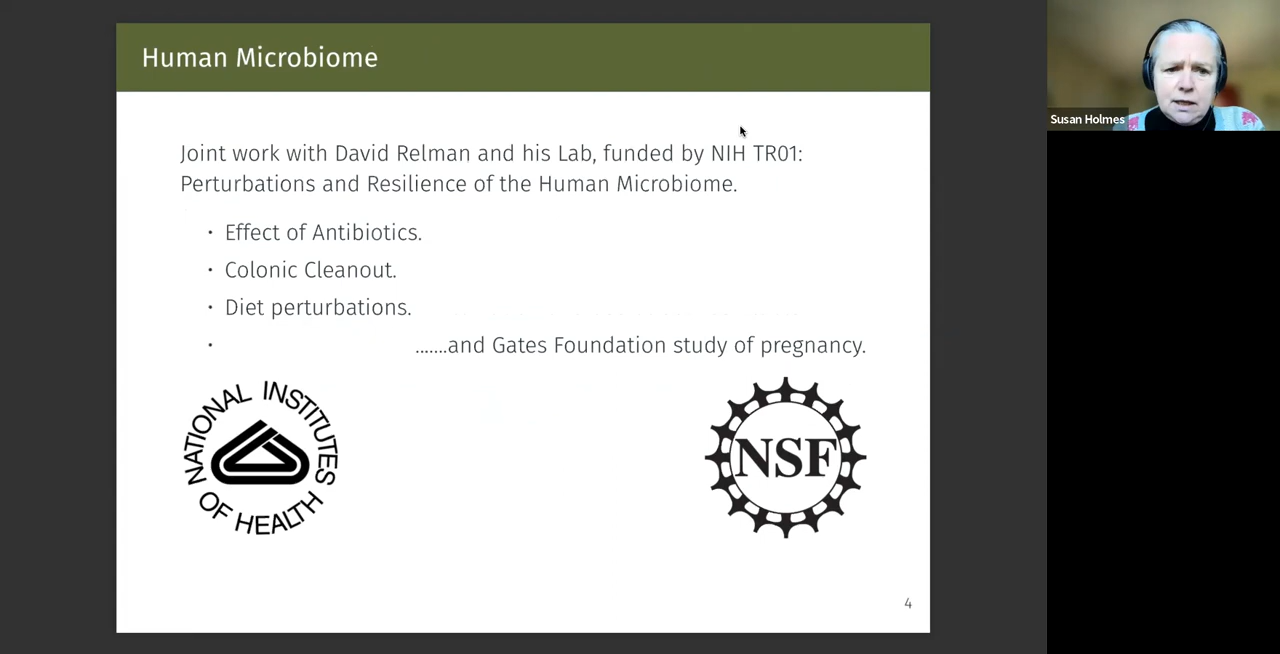 Human Microbiome
Joint work with David Relman and his Lab, funded by NIH TR01:
Perturbations and Resilience of the Human Microbiome.
• Effect of Antibiotics.
• Colonic Cleanout.
• Diet perturbations.
• .......and Gates Foundation study of pregnancy.
NATIONAL INSTITUTES OF HEALTH
NSF
4
Susan Holmes